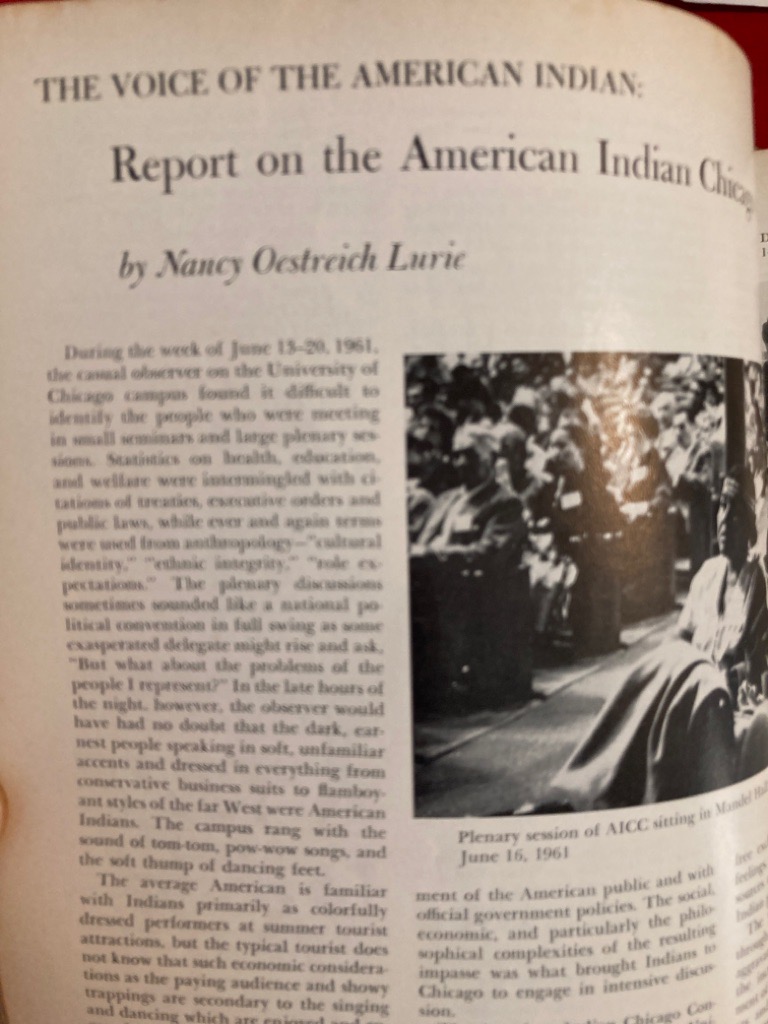 THE VOICE OF THE AMERICAN INDIAN:
Report on the American Indian Chicag
by Nancy Oestreich Lurie
During the week of June 13–20, 1961,
the casual observer on the University of
Chicago campus found it difficult to
identify the people who were meeting
in small seminars and large plenary ses-
sions. Statistics on health, education,
and welfare were intermingled with ci-
tations of treaties, executive orders and
public laws, while ever and again terms
were used from anthropology—"cultural
identity," "ethnic integrity," "role ex-
pectations." The plenary discussions
sometimes sounded like a national po-
litical convention in full swing as some
exasperated delegate might rise and ask,
"But what about the problems of the
people I represent?" In the late hours of
the night, however, the observer would
have had no doubt that the dark, ear-
nest people speaking in soft, unfamiliar
accents and dressed in everything from
conservative business suits to flamboy-
ant styles of the far West were American
Indians. The campus rang with the
sound of tom-tom, pow-wow songs, and
the soft thump of dancing feet.
The average American is familiar
with Indians primarily as colorfully
dressed performers at summer tourist
attractions, but the typical tourist does
not know that such economic considera-
tions as the paying audience and showy
trappings are secondary to the singing
and dancing which are enjoyed and
Plenary session of AICC sitting in Mandel Hall
June 16, 1961
ment of the American public and with
official government policies. The social,
economic, and particularly the philo-
sophical complexities of the resulting
impasse was what brought Indians to
Chicago to engage in intensive discus-
sion.
Indian Chicago Con-